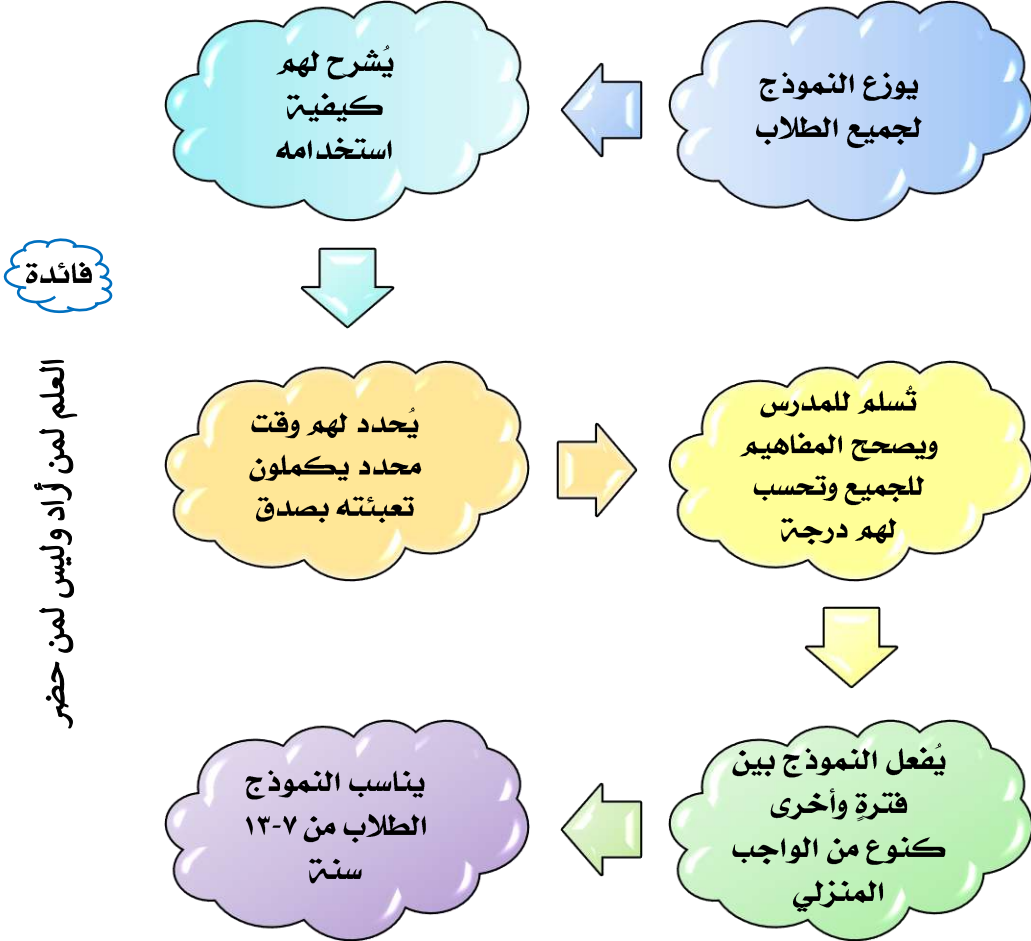 يوزع النموذج
لجميع الطلاب
يُشرح لهم
كيفية
استخدامه
يُحدد لهم وقت
محدد يكملون
تعبئته بصدق
تُسلم للمدرس
ويصحح المفاهيم
للجميع وتحسب
لهم درجة
يُفعل النموذج بين
فترةٍ وأخرى
كنوع من الواجب
المنزلي
يناسب النموذج
الطلاب من ٧-١٣
سنة
فائدة
العلم لمن أراد وليس لمن حضر